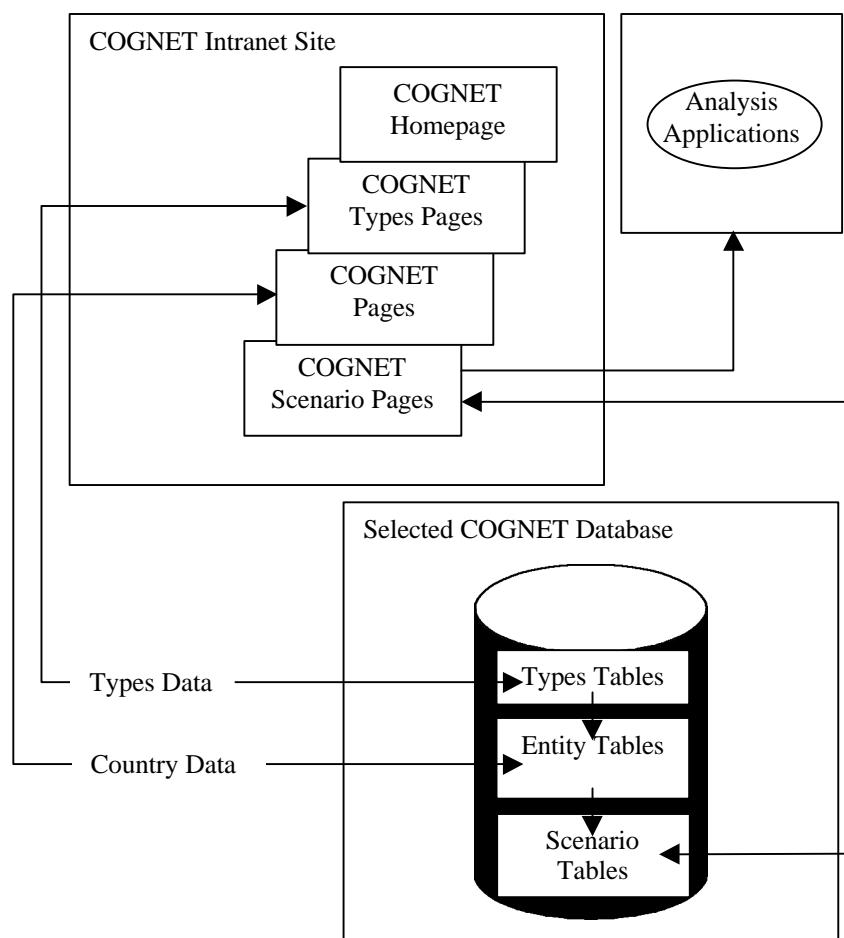 COGNET Intranet Site
COGNET
Homepage
COGNET
Types Pages
COGNET
Pages
COGNET
Scenario Pages
Analysis
Applications
Selected COGNET Database
Types Data
Types Tables
Country Data
Entity Tables
Scenario
Tables